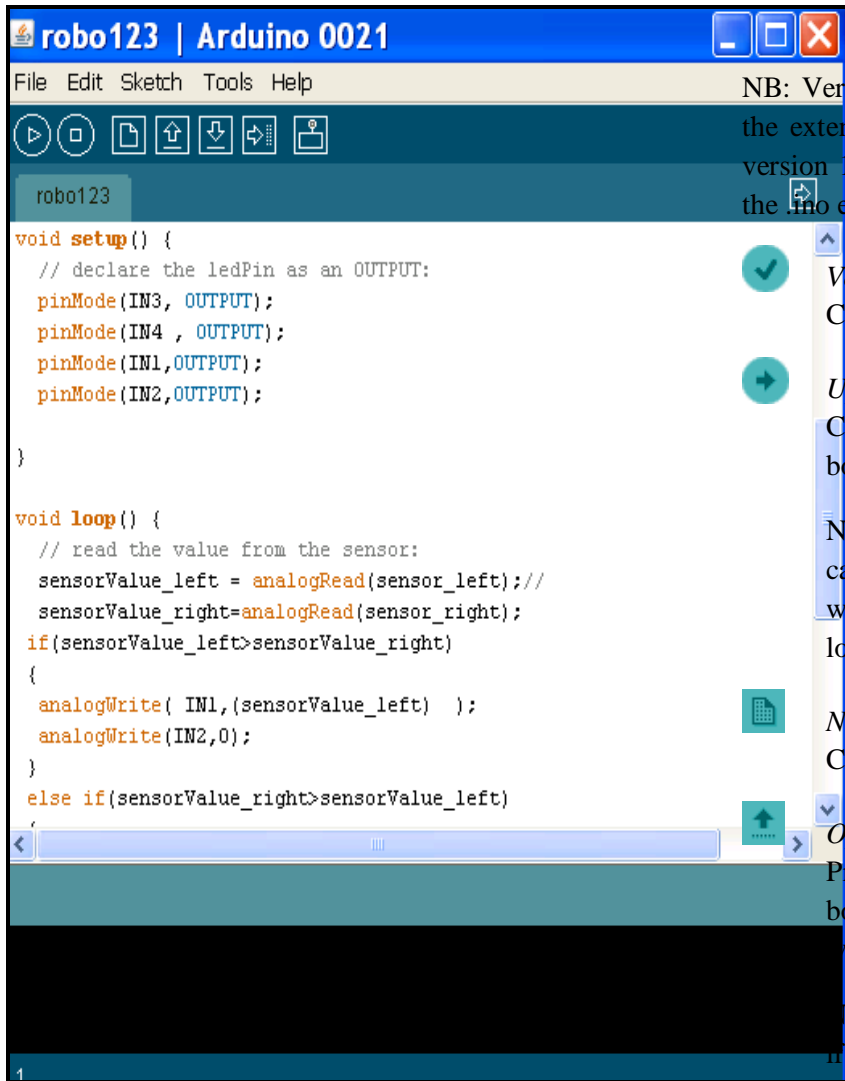 robo123 | Arduino 0021
File Edit Sketch Tools Help
NB:
the
version
the .ino
robo123
void setup() {
// declare the ledPin as an OUTPUT:
pinMode(IN3, OUTPUT);
pinMode(IN4 , OUTPUT);
pinMode(IN1,OUTPUT);
pinMode(IN2,OUTPUT);
}
void loop() {
// read the value from the sensor:
sensorValue_left = analogRead(sensor_left);//
sensorValue_right=analogRead(sensor_right);
if(sensorValue_left>sensorValue_right)
{
analogWrite( IN1,(sensorValue_left) );
analogWrite(IN2,0);
}
else if(sensorValue_right>sensorValue_left)
1